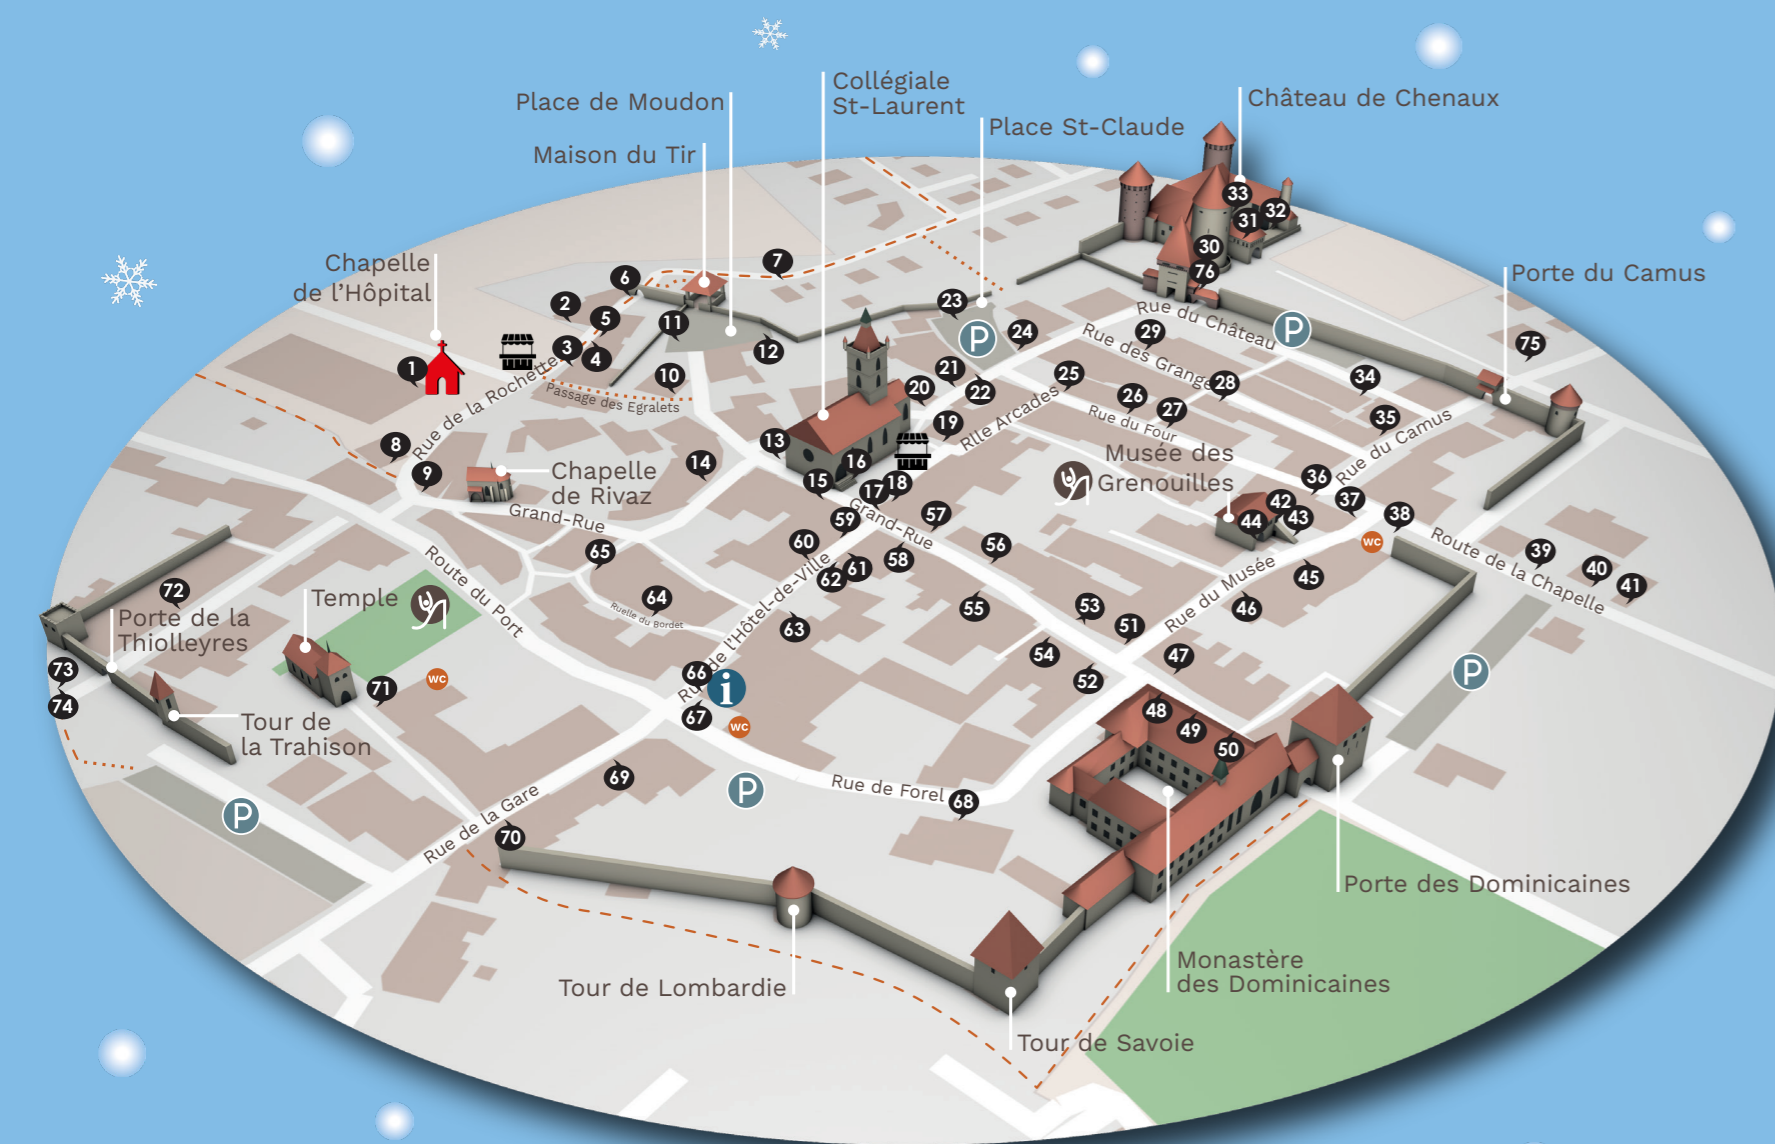 Collégiale
St-Laurent
Place de Moudon
Château de Chenaux
Place St-Claude
Maison du Tir
Chapelle
de l'Hôpital
Porte du Camus
33
32
31
30
76
7
6
2
5
11
23
24
12
3
4
1
10
Rue de la Rochette
Passage des Egralets
P
Rue du Château
P
29
Rue des Granges
75
21
22
20
25
28
34
26
27
35
Rue du Four
Rlle Arcades
19
Rue du Camus
8
9
13
14
16
15
17
18
Chapelle
de Rivaz
Musée des
Grenouilles
36
37
42
44
43
38
WC
Grand-Rue
Grand-Rue
59
57
58
56
60
61
62
65
Route de la Chapelle
39
40
41
45
46
Rue du Musée
Route du Port
64
Ruelle du Bordet
63
Rue de l'Hôtel-de-Ville
55
53
51
54
52
47
72
Temple
Porte de la
Thiolleyres
73
74
71
WC
66
i
67
WC
P
48
49
50
Tour de
la Trahison
69
P
Rue de Forel
68
P
Rue de la Gare
70
Porte des Dominicaines
Monastère
des Dominicaines
Tour de Lombardie
Tour de Savoie